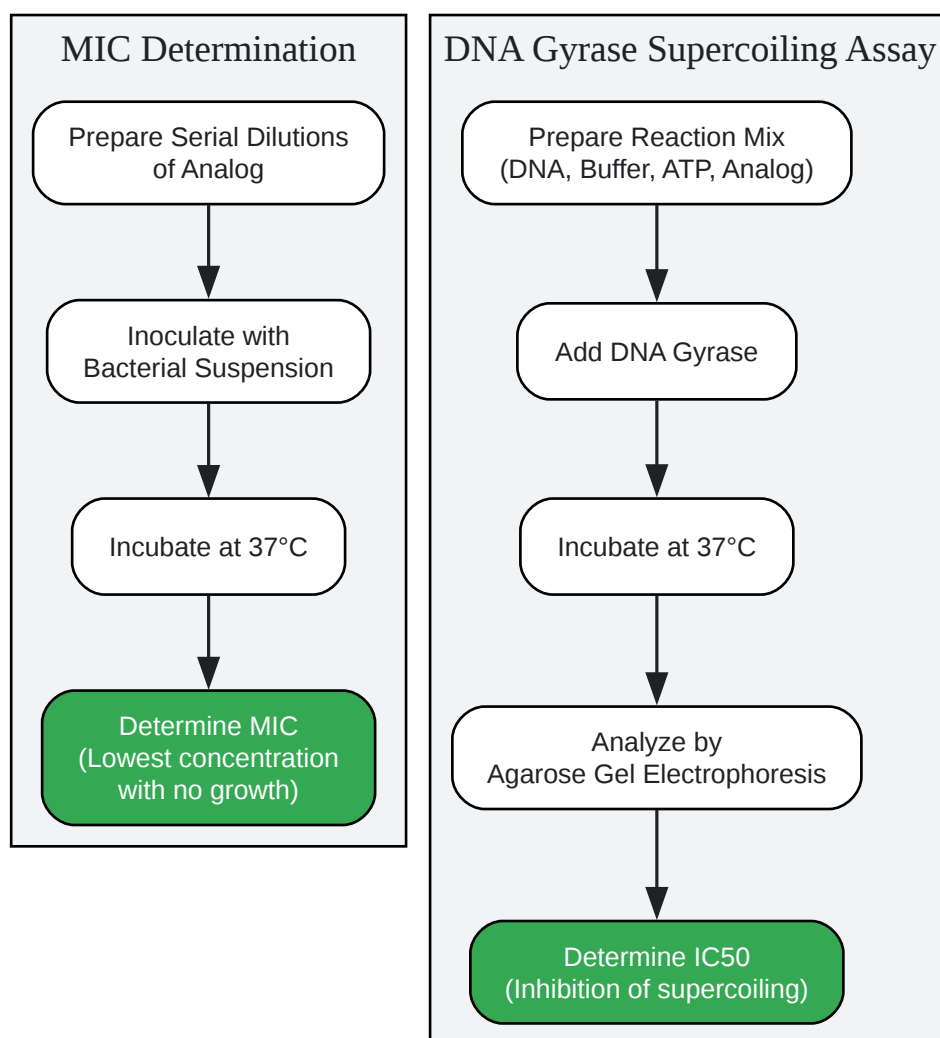 MIC Determination
Prepare Serial Dilutions
of Analog
Inoculate with
Bacterial Suspension
Incubate at 37°C
Determine MIC
(Lowest concentration
with no growth)
DNA Gyrase Supercoiling Assay
Prepare Reaction Mix
(DNA, Buffer, ATP, Analog)
Add DNA Gyrase
Incubate at 37°C
Analyze by
Agarose Gel Electrophoresis
Determine IC50
(Inhibition of supercoiling)